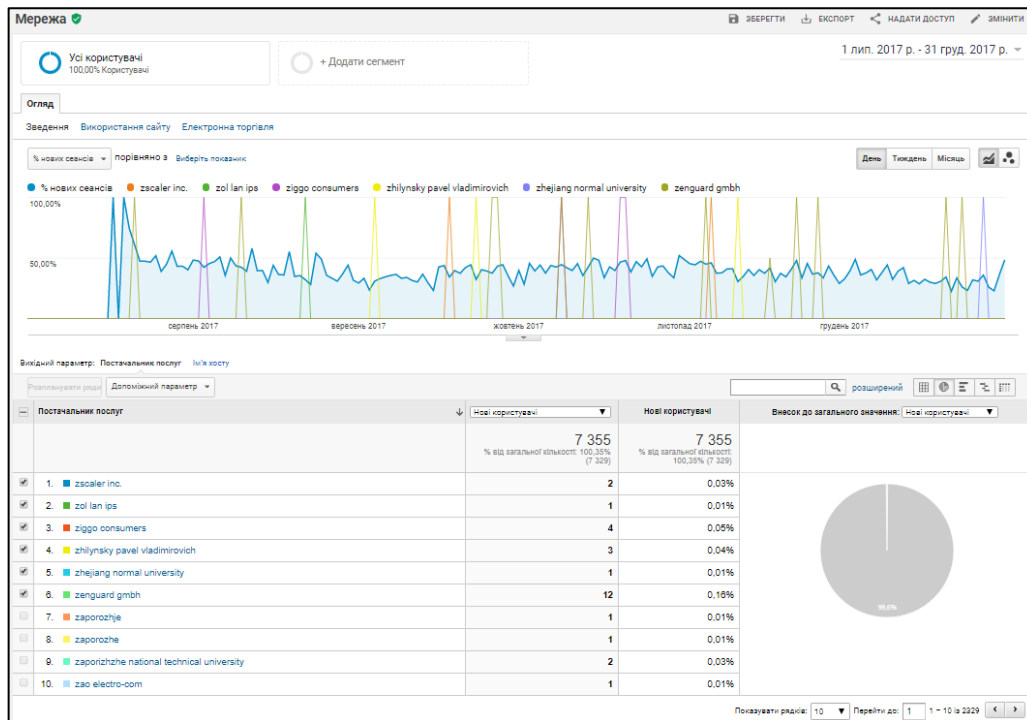 Мережа
ЗБЕРЕГТИ ЕКСПОРТ НАДАТИ ДОСТУП ЗМІНИТИ
Усі користувачі
100,00% Користувачі
+ Додати сегмент
1 лип. 2017 р. - 31 груд. 2017 р.
Огляд
Зведення Використання сайту Електронна торгівля
% нових сеансів порівняно з Виберіть показник
День Тиждень Місяць
% нових сеансів zscaler inc. zol lan ips ziggo consumers zhilynsky pavel vladimirovich zhejiang normal university zenguard gmbh
100,00%
50,00%
серпень 2017 вересень 2017 жовтень 2017 листопад 2017 грудень 2017
Вихідний параметр: Постачальник послуг Ім'я хосту
Розпланувати ряди Допоміжний параметр
розширений
Постачальник послуг Нові користувачі Нові користувачі Внесок до загального значення: Нові користувачі
7 355 7 355
% від загальної кількості: 100,35% % від загальної кількості:
(7 329) 100,35% (7 329)
1. zscaler inc. 2 0,03%
2. zol lan ips 1 0,01%
3. ziggo consumers 4 0,05%
4. zhilynsky pavel vladimirovich 3 0,04%
5. zhejiang normal university 1 0,01%
6. zenguard gmbh 12 0,16%
7. zaporozhje 1 0,01%
8. zaporozhe 1 0,01%
9. zaporizhzhe national technical university 2 0,03%
10. zao electro-com 1 0,01%
99,6%
Показувати рядків: 10 Перейти до: 1 1 – 10 із 2329